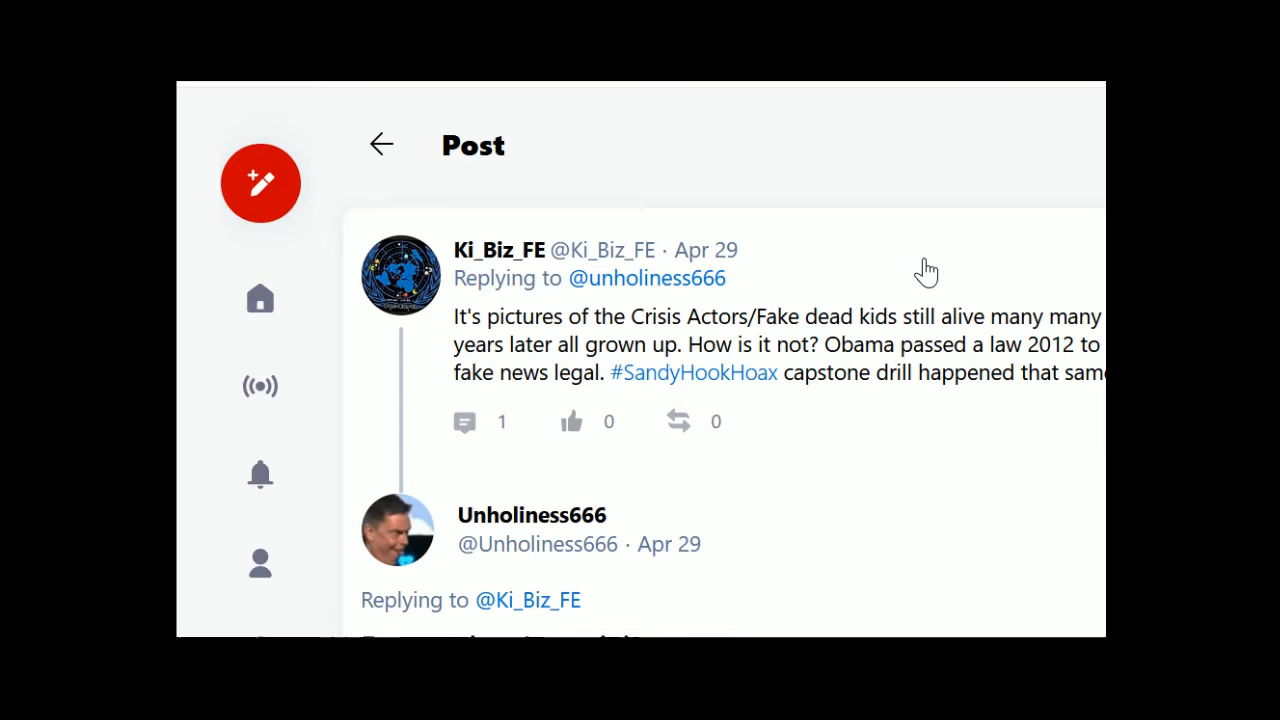 Post
Ki_Biz_FE @Ki_Biz_FE · Apr 29
Replying to @unholiness666
It's pictures of the Crisis Actors/Fake dead kids still alive many many
years later all grown up. How is it not? Obama passed a law 2012 to
fake news legal. #SandyHookHoax capstone drill happened that same
1 0 0
Unholiness666
@Unholiness666 · Apr 29
Replying to @Ki_Biz_FE